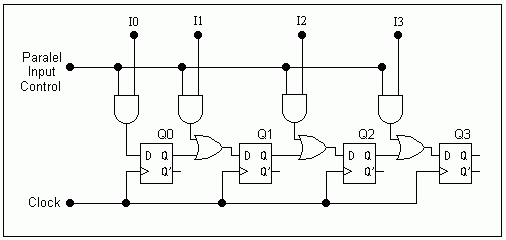 I0 I1 I2 I3
Paralel
Input
Control
Q0 Q1 Q2 Q3
D Q D Q D Q D Q
Q' Q' Q' Q'
Clock